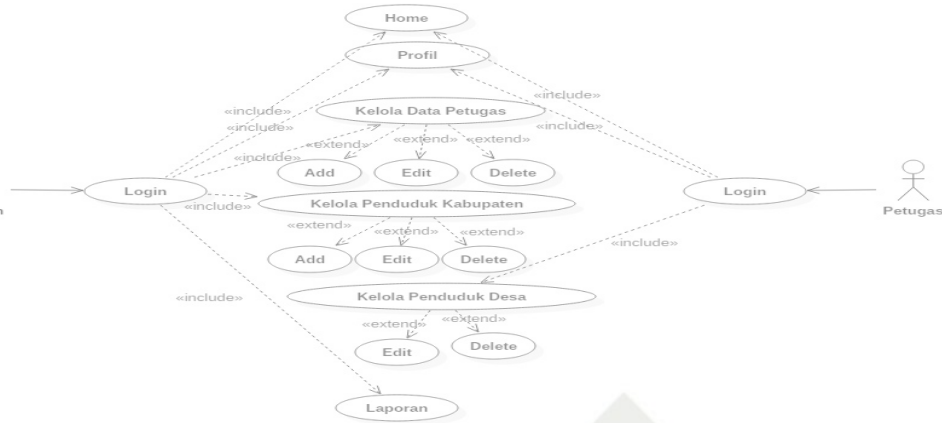 Home
Profil
«include»
«include»
Kelola Data Petugas
«include»
«include»
«extend»
«extend»
«extend»
«include»
Add
Edit
Delete
Login
Login
«include»
Kelola Penduduk Kabupaten
Petugas
«extend»
«extend»
«extend»
«include»
Add
Edit
Delete
«include»
Kelola Penduduk Desa
«extend»
«extend»
Edit
Delete
Laporan